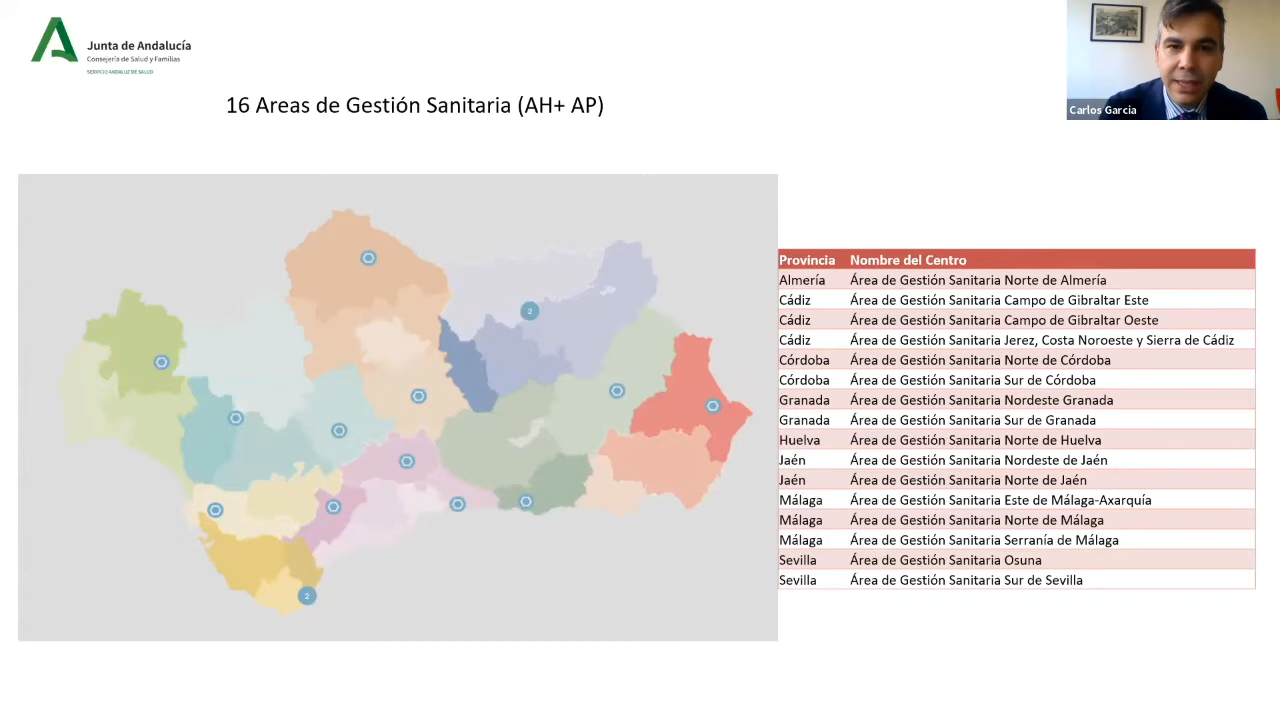 Junta de Andalucía
Consejería de Salud y Familias
SERVICIO ANDALUZ DE SALUD
Carlos Garcia
16 Areas de Gestión Sanitaria (AH+ AP)
2
2
Provincia Nombre del Centro
Almería Área de Gestión Sanitaria Norte de Almería
Cádiz Área de Gestión Sanitaria Campo de Gibraltar Este
Cádiz Área de Gestión Sanitaria Campo de Gibraltar Oeste
Cádiz Área de Gestión Sanitaria Jerez, Costa Noroeste y Sierra de Cádiz
Córdoba Área de Gestión Sanitaria Norte de Córdoba
Córdoba Área de Gestión Sanitaria Sur de Córdoba
Granada Área de Gestión Sanitaria Nordeste Granada
Granada Área de Gestión Sanitaria Sur de Granada
Huelva Área de Gestión Sanitaria Norte de Huelva
Jaén Área de Gestión Sanitaria Nordeste de Jaén
Jaén Área de Gestión Sanitaria Norte de Jaén
Málaga Área de Gestión Sanitaria Este de Málaga-Axarquía
Málaga Área de Gestión Sanitaria Norte de Málaga
Málaga Área de Gestión Sanitaria Serranía de Málaga
Sevilla Área de Gestión Sanitaria Osuna
Sevilla Área de Gestión Sanitaria Sur de Sevilla